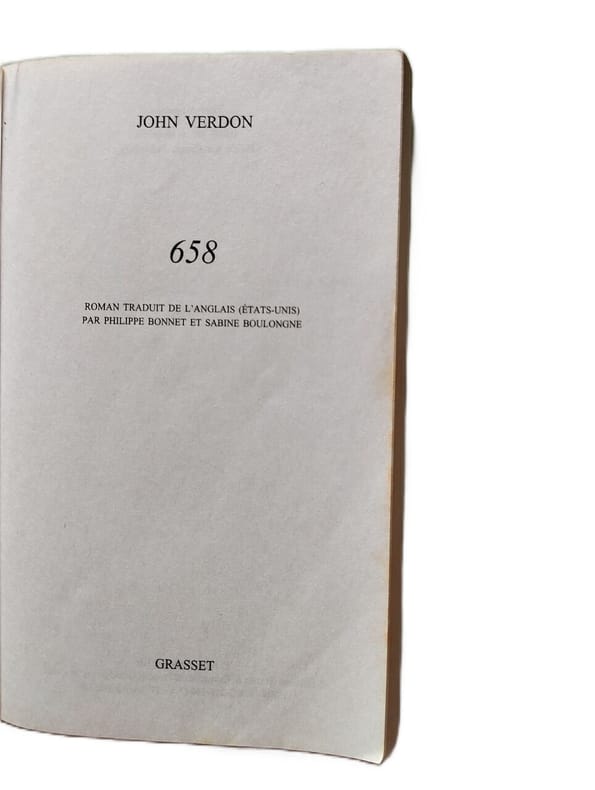 JOHN VERDON
658
ROMAN TRADUIT DE L'ANGLAIS (ÉTATS-UNIS)
PAR PHILIPPE BONNET ET SABINE BOULONGNE
GRASSET